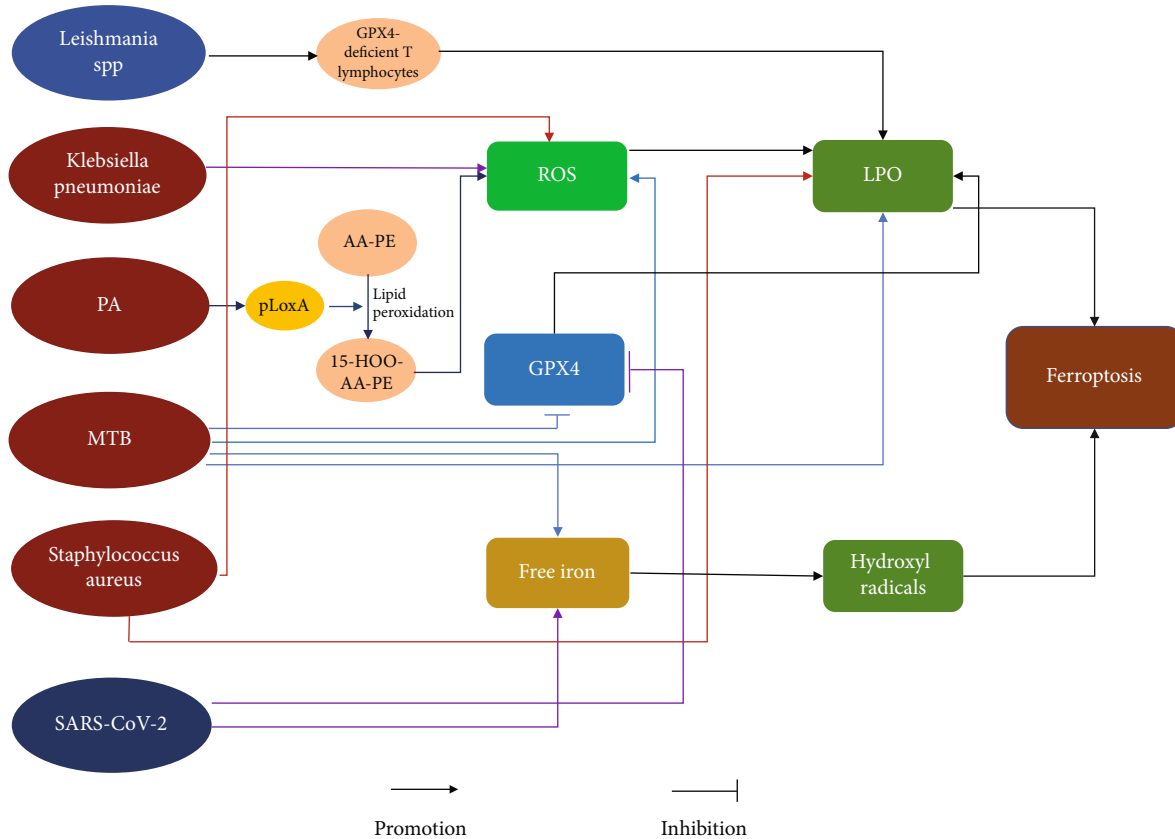 Leishmania
spp
GPX4-
deficient T
lymphocytes
Klebsiella
pneumoniae
ROS
LPO
AA-PE
PA
pLoxA
Lipid
peroxidation
15-HOO-
AA-PE
GPX4
Ferroptosis
MTB
Staphylococcus
aureus
Free iron
Hydroxyl
radicals
SARS-CoV-2
Promotion
Inhibition